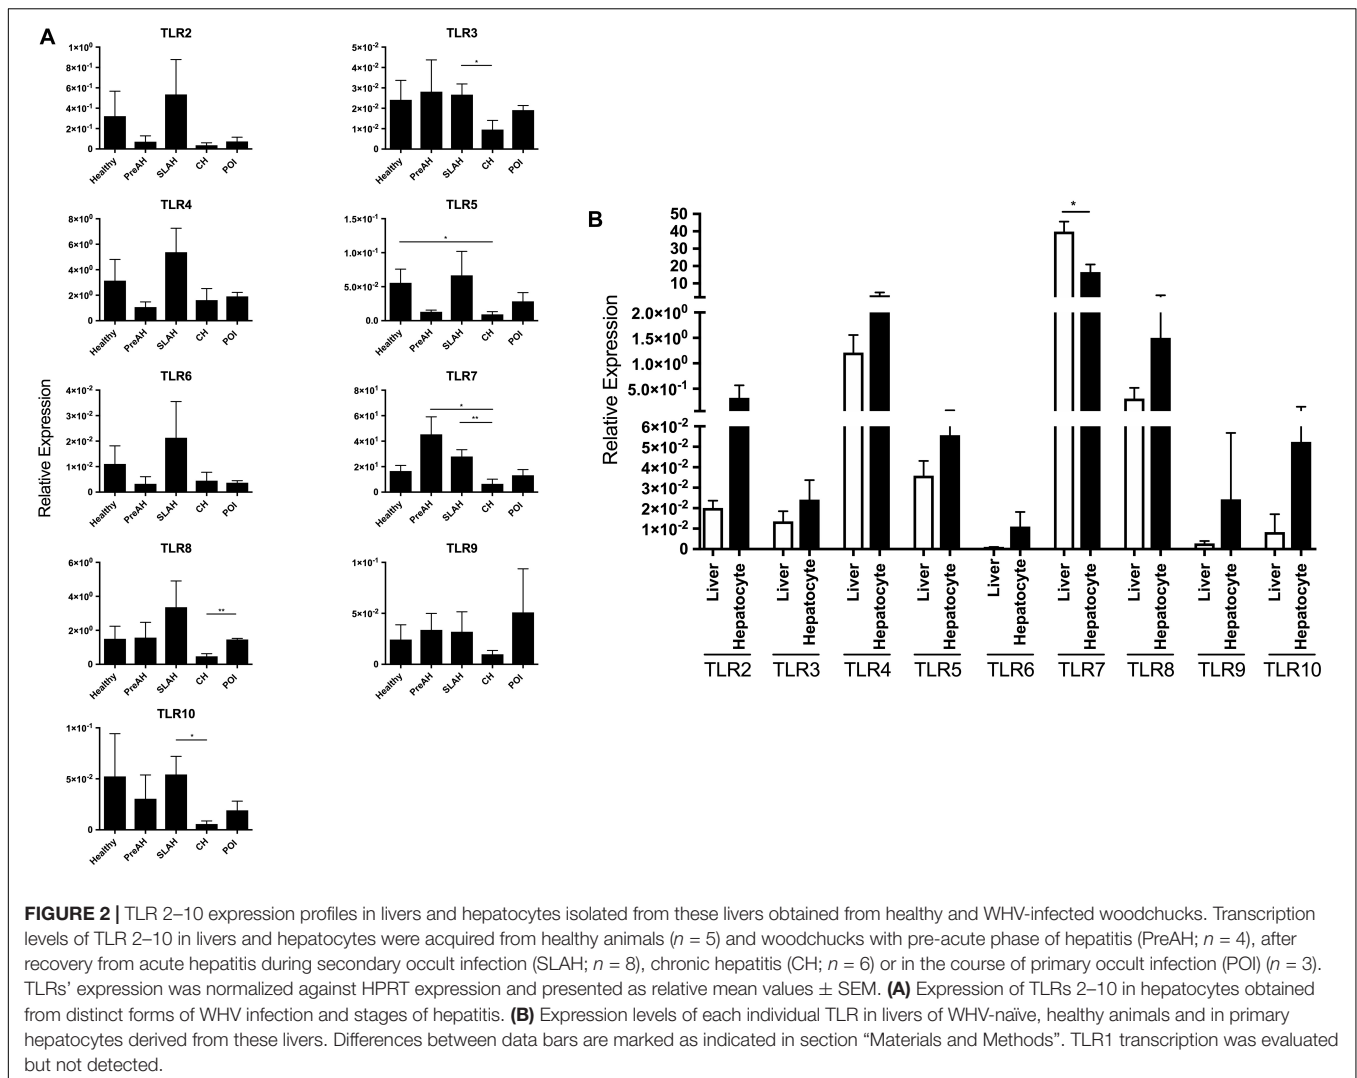 A
TLR2
1×10⁰
8×10⁻¹
6×10⁻¹
4×10⁻¹
2×10⁻¹
0
Healthy
PreAH
SLAH
CH
POI
TLR3
5×10⁻²
4×10⁻²
3×10⁻²
2×10⁻²
1×10⁻²
0
*
Healthy
PreAH
SLAH
CH
POI
TLR4
8×10⁰
6×10⁰
4×10⁰
2×10⁰
0
Healthy
PreAH
SLAH
CH
POI
TLR5
1.5×10⁻¹
1.0×10⁻¹
5.0×10⁻²
0.0
*
Healthy
PreAH
SLAH
CH
POI
Relative Expression
TLR6
4×10⁻²
3×10⁻²
2×10⁻²
1×10⁻²
0
Healthy
PreAH
SLAH
CH
POI
TLR7
8×10¹
6×10¹
4×10¹
2×10¹
0
*
**
Healthy
PreAH
SLAH
CH
POI
TLR8
6×10⁰
4×10⁰
2×10⁰
0
**
Healthy
PreAH
SLAH
CH
POI
TLR9
1×10⁻¹
5×10⁻²
0
Healthy
PreAH
SLAH
CH
POI
TLR10
1×10⁻¹
5×10⁻²
0
*
Healthy
PreAH
SLAH
CH
POI
B
Relative Expression
50
40
30
20
10
2.0×10⁰
1.5×10⁰
1.0×10⁰
5.0×10⁻¹
6×10⁻²
4×10⁻²
3×10⁻²
2×10⁻²
1×10⁻²
0
*
Liver
Hepatocyte
Liver
Hepatocyte
Liver
Hepatocyte
Liver
Hepatocyte
Liver
Hepatocyte
Liver
Hepatocyte
Liver
Hepatocyte
Liver
Hepatocyte
Liver
Hepatocyte
TLR2 TLR3 TLR4 TLR5 TLR6 TLR7 TLR8 TLR9 TLR10
FIGURE 2 | TLR 2–10 expression profiles in livers and hepatocytes isolated from these livers obtained from healthy and WHV-infected woodchucks. Transcription
levels of TLR 2–10 in livers and hepatocytes were acquired from healthy animals (n = 5) and woodchucks with pre-acute phase of hepatitis (PreAH; n = 4), after
recovery from acute hepatitis during secondary occult infection (SLAH; n = 8), chronic hepatitis (CH; n = 6) or in the course of primary occult infection (POI) (n = 3).
TLRs’ expression was normalized against HPRT expression and presented as relative mean values ± SEM. (A) Expression of TLRs 2–10 in hepatocytes obtained
from distinct forms of WHV infection and stages of hepatitis. (B) Expression levels of each individual TLR in livers of WHV-naïve, healthy animals and in primary
hepatocytes derived from these livers. Differences between data bars are marked as indicated in section “Materials and Methods”. TLR1 transcription was evaluated
but not detected.